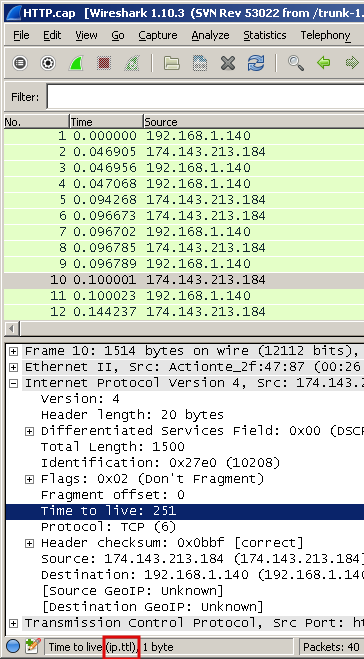 HTTP.cap [Wireshark 1.10.3 (SVN Rev 53022 from /trunk-1.
File Edit View Go Capture Analyze Statistics Telephony
Filter:
No. Time Source
1 0.000000 192.168.1.140
2 0.046905 174.143.213.184
3 0.046956 192.168.1.140
4 0.047068 192.168.1.140
5 0.094268 174.143.213.184
6 0.096673 174.143.213.184
7 0.096702 192.168.1.140
8 0.096785 174.143.213.184
9 0.096789 192.168.1.140
10 0.100001 174.143.213.184
11 0.100023 192.168.1.140
12 0.144237 174.143.213.184
Frame 10: 1514 bytes on wire (12112 bits),
Ethernet II, Src: Actionte_2f:47:87 (00:26
Internet Protocol Version 4, Src: 174.143.2
Version: 4
Header length: 20 bytes
Differentiated Services Field: 0x00 (DSCP
Total Length: 1500
Identification: 0x27e0 (10208)
Flags: 0x02 (Don't Fragment)
Fragment offset: 0
Time to live: 251
Protocol: TCP (6)
Header checksum: 0x0bbf [correct]
Source: 174.143.213.184 (174.143.213.184)
Destination: 192.168.1.140 (192.168.1.140)
[Source GeoIP: Unknown]
[Destination GeoIP: Unknown]
Transmission Control Protocol, Src Port: ht
Time to live (ip.ttl), 1 byte Packets: 40